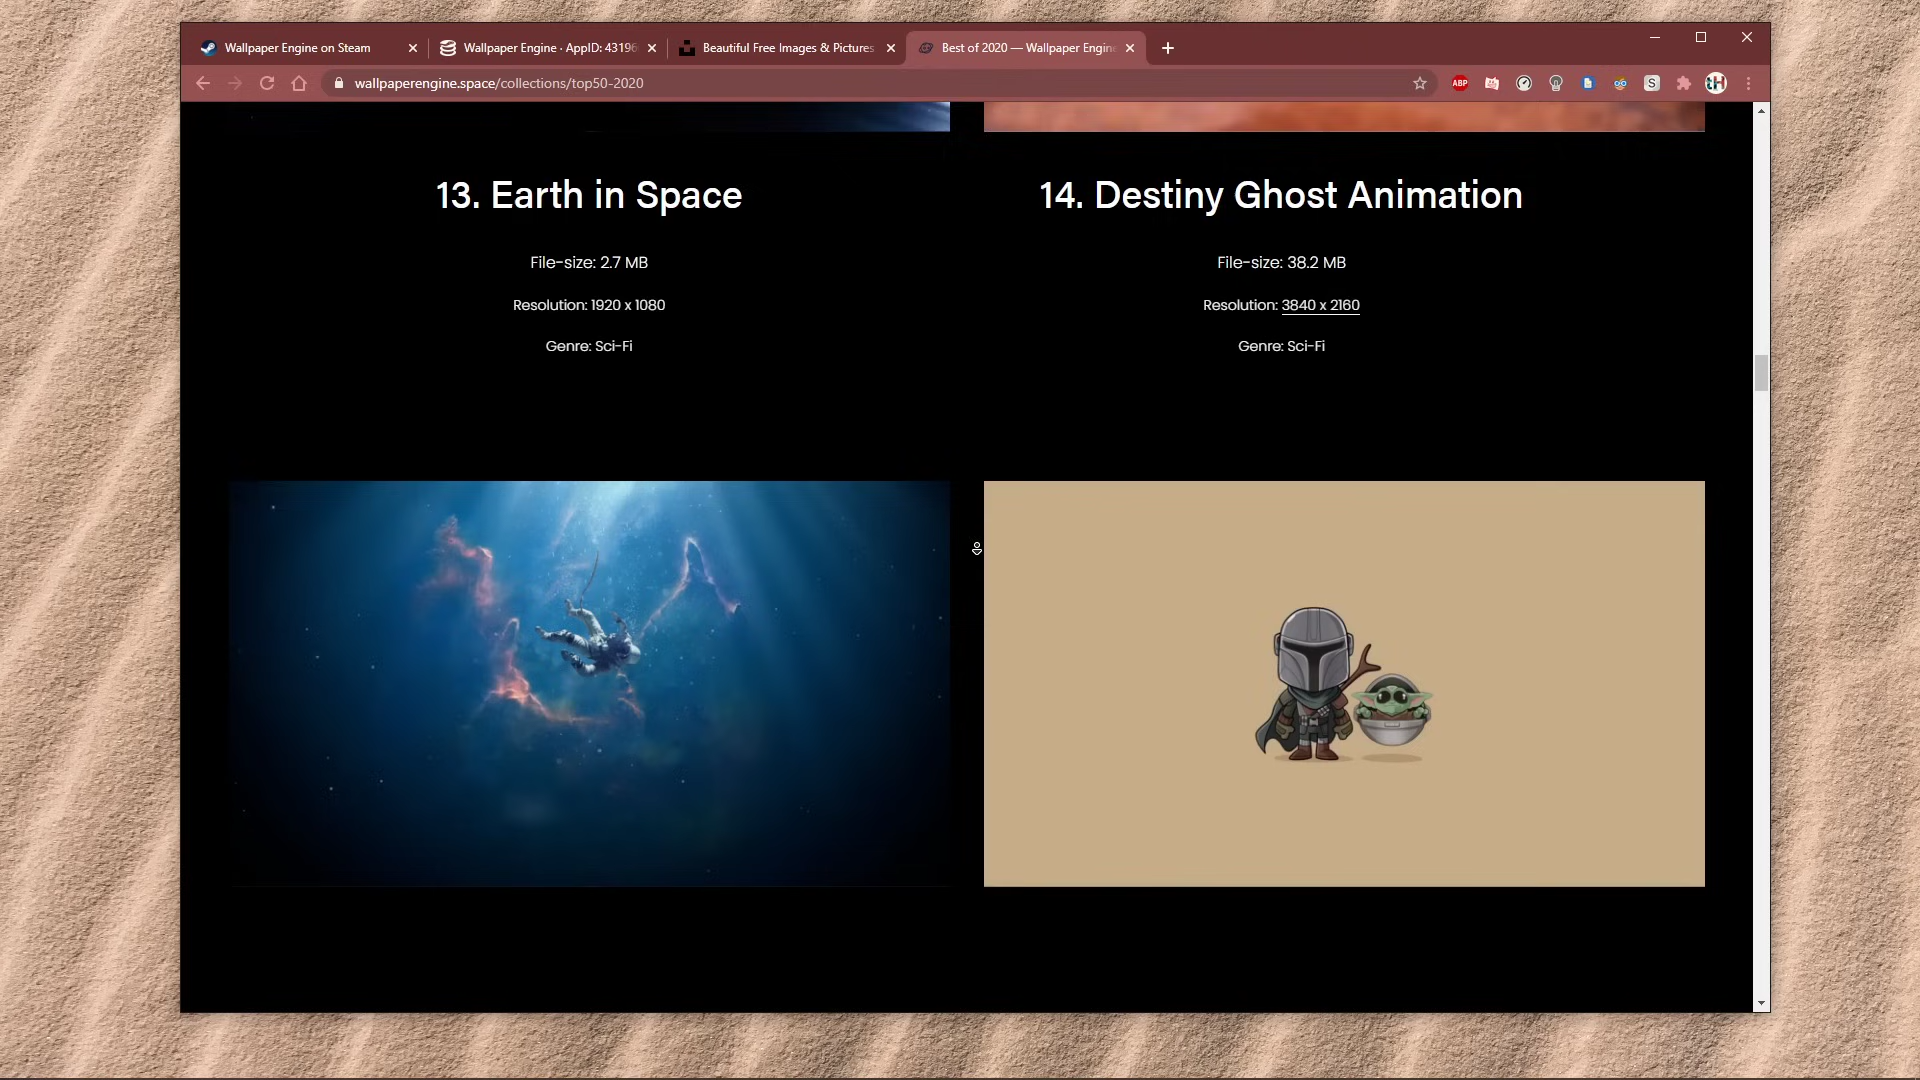 Wallpaper Engine on Steam
Wallpaper Engine · AppID: 43196
Beautiful Free Images & Pictures
Best of 2020 — Wallpaper Engine
wallpaperengine.space/collections/top50-2020
ABP
S
tH
13. Earth in Space
File-size: 2.7 MB
Resolution: 1920 x 1080
Genre: Sci-Fi
14. Destiny Ghost Animation
File-size: 38.2 MB
Resolution: 3840 x 2160
Genre: Sci-Fi